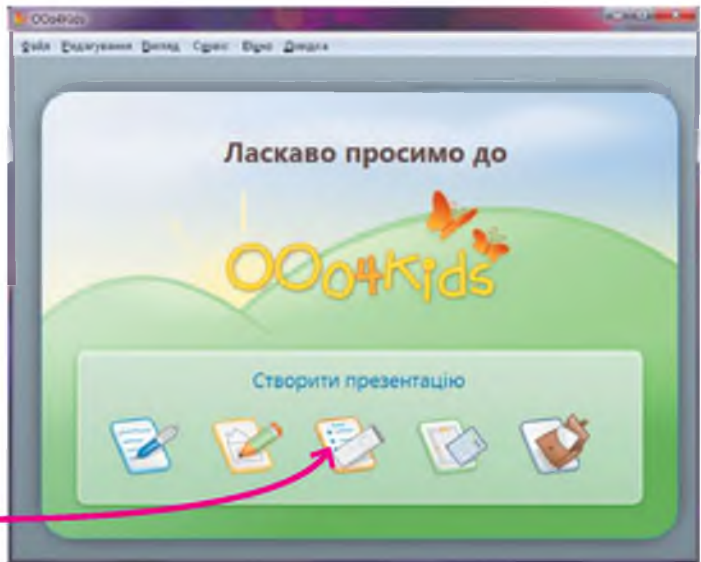 OOo4Kids
Файл Редагування Вигляд Сервіс Вікно Довідка
Ласкаво просимо до
OOo4Kids
Створити презентацію